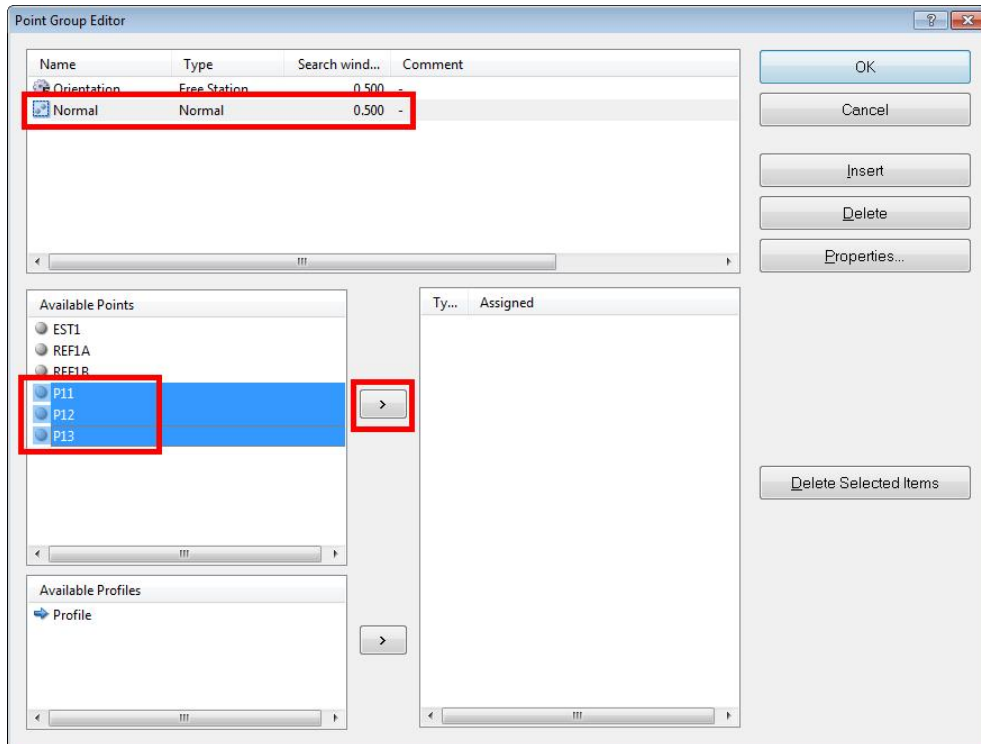 Point Group Editor
Name Type Search wind... Comment
Orientation Free Station 0.500 -
Normal Normal 0.500 -
OK
Cancel
Insert
Delete
Properties...
Available Points
EST1
REF1A
REF1B
P11
P12
P13
>
Ty... Assigned
Delete Selected Items
Available Profiles
Profile
>